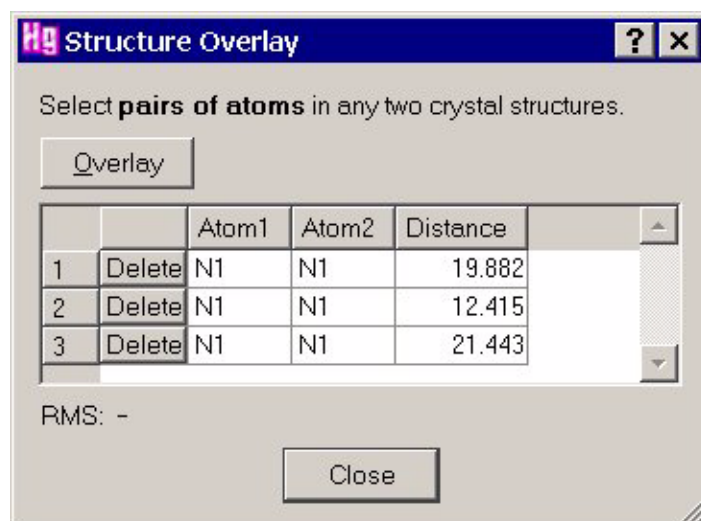 Hg Structure Overlay ? ×
Select pairs of atoms in any two crystal structures.
Overlay
Atom1 Atom2 Distance
1 Delete N1 N1 19.882
2 Delete N1 N1 12.415
3 Delete N1 N1 21.443
RMS: -
Close